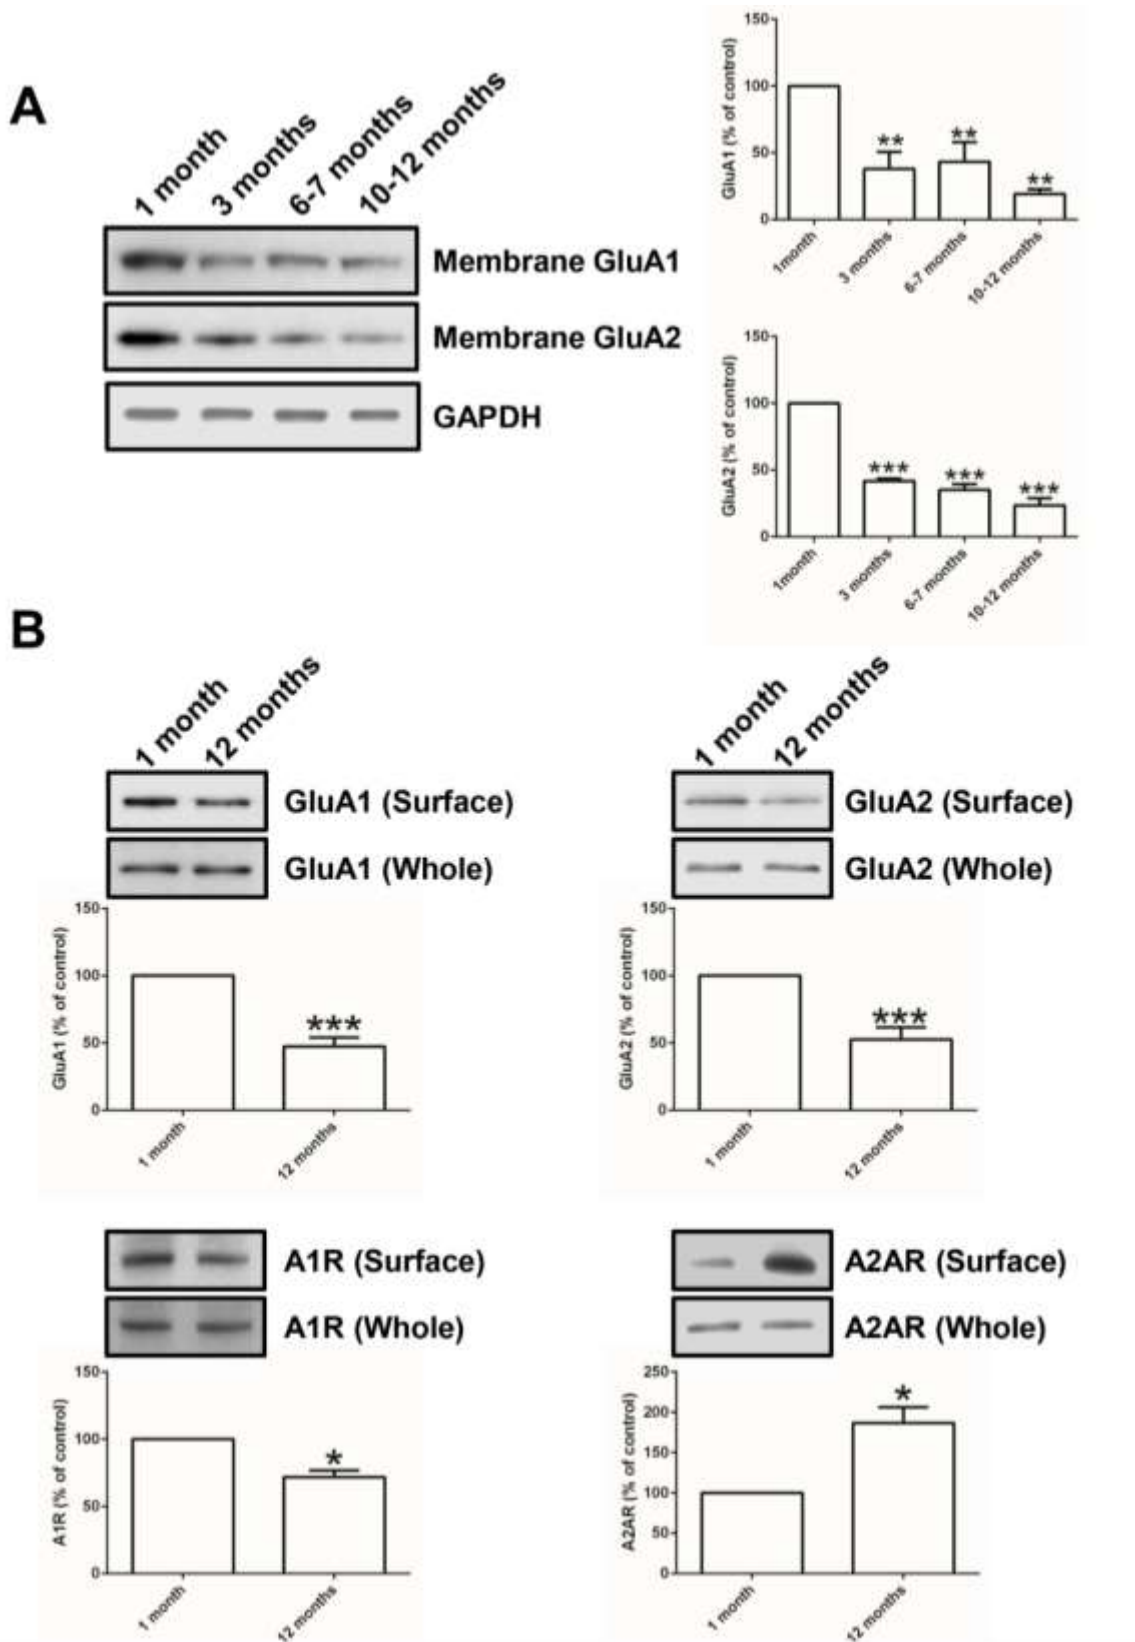 A
1 month
3 months
6-7 months
10-12 months
Membrane GluA1
Membrane GluA2
GAPDH
GluA1 (% of control)
150
100
50
0
**
**
**
1month
3 months
6-7 months
10-12 months
GluA2 (% of control)
150
100
50
0
***
***
***
1month
3 months
6-7 months
10-12 months
B
1 month
12 months
GluA1 (Surface)
GluA1 (Whole)
GluA1 (% of control)
150
100
50
0
***
1 month
12 months
1 month
12 months
GluA2 (Surface)
GluA2 (Whole)
GluA2 (% of control)
150
100
50
0
***
1 month
12 months
A1R (Surface)
A1R (Whole)
A1R (% of control)
150
100
50
0
*
1 month
12 months
A2AR (Surface)
A2AR (Whole)
A2AR (% of control)
250
200
150
100
50
0
*
1 month
12 months